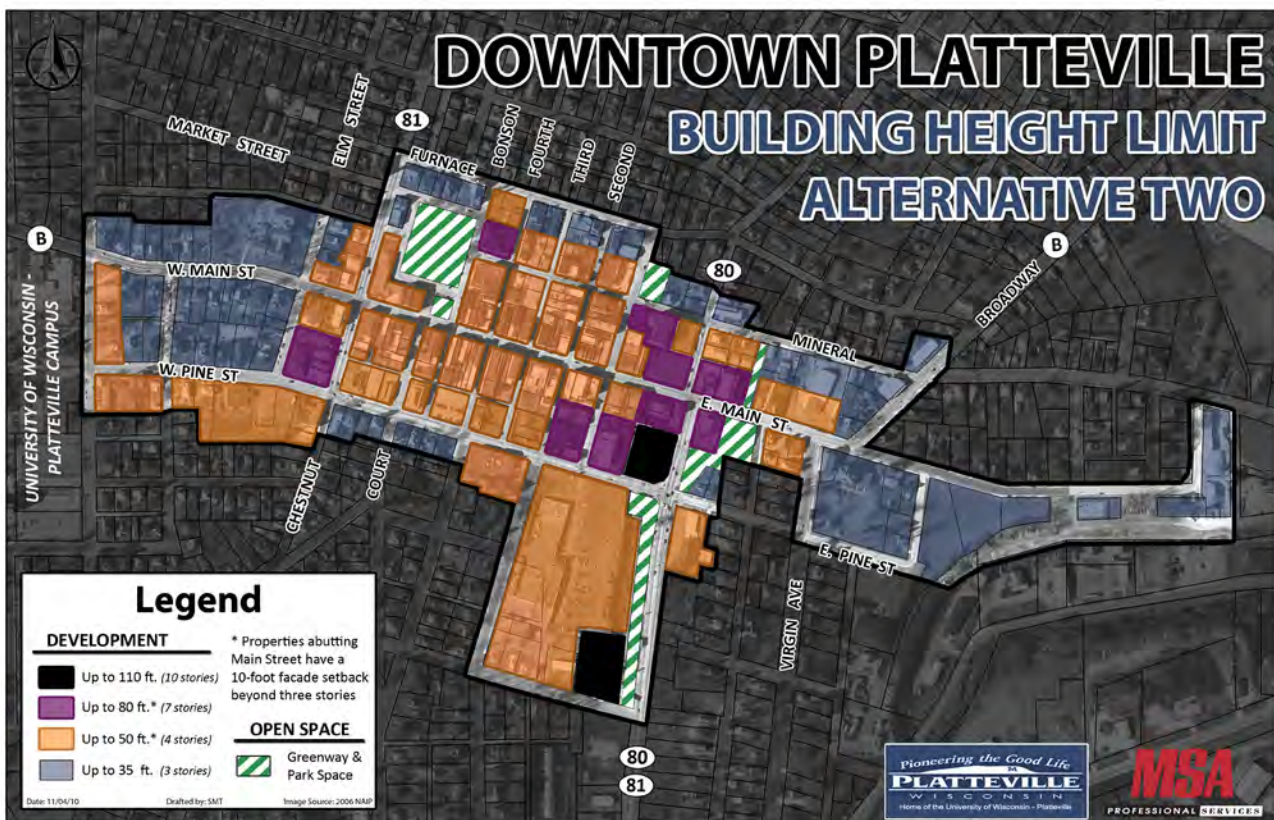 DOWNTOWN PLATTEVILLE
BUILDING HEIGHT LIMIT
ALTERNATIVE TWO
MARKET STREET
ELM STREET
81
FURNACE
BONSON
FOURTH
THIRD
SECOND
B
80
B
BROADWAY
W. MAIN ST
MINERAL
UNIVERSITY OF WISCONSIN -
PLATTEVILLE CAMPUS
W. PINE ST
E. MAIN ST
CHESTNUT
COURT
E. PINE ST
VIRGIN AVE
80
81
Legend
DEVELOPMENT
Up to 110 ft. (10 stories)
Up to 80 ft.* (7 stories)
Up to 50 ft.* (4 stories)
Up to 35 ft. (3 stories)
* Properties abutting
Main Street have a
10-foot facade setback
beyond three stories
OPEN SPACE
Greenway &
Park Space
Date: 11/04/10 Drafted by: SMT Image Source: 2006 NAIP
Pioneering the Good Life
PLATTEVILLE
WISCONSIN
Home of the University of Wisconsin - Platteville
MSA
PROFESSIONAL SERVICES